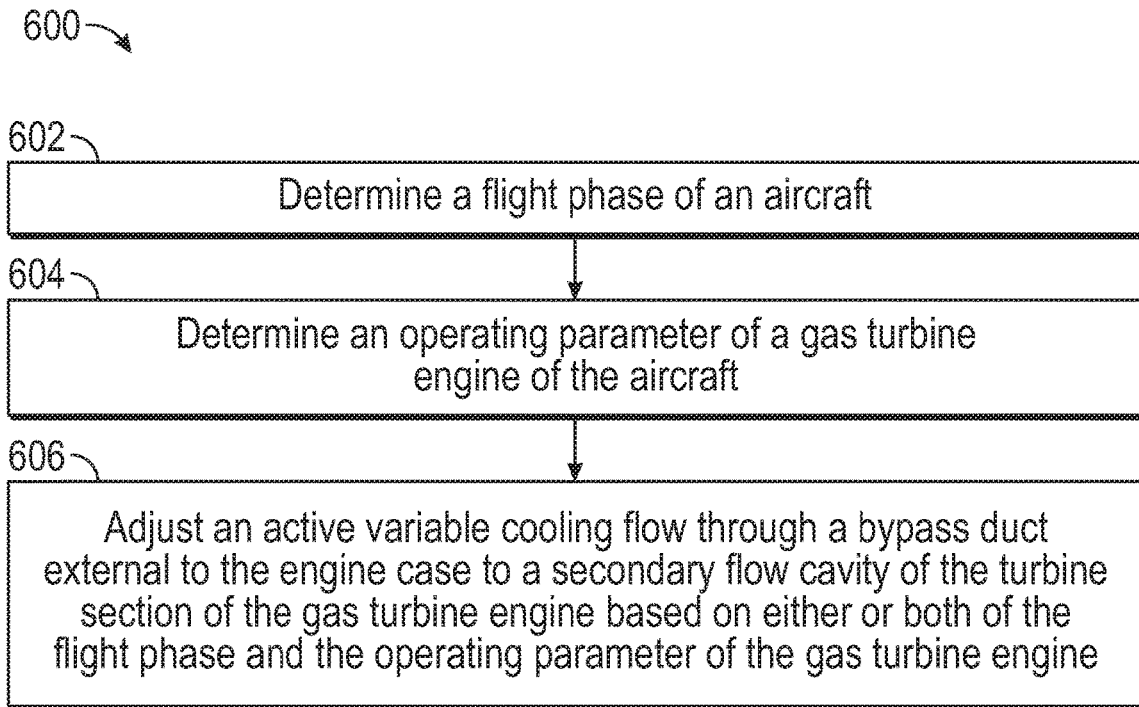 600
602
Determine a flight phase of an aircraft
604
Determine an operating parameter of a gas turbine
engine of the aircraft
606
Adjust an active variable cooling flow through a bypass duct
external to the engine case to a secondary flow cavity of the turbine
section of the gas turbine engine based on either or both of the
flight phase and the operating parameter of the gas turbine engine